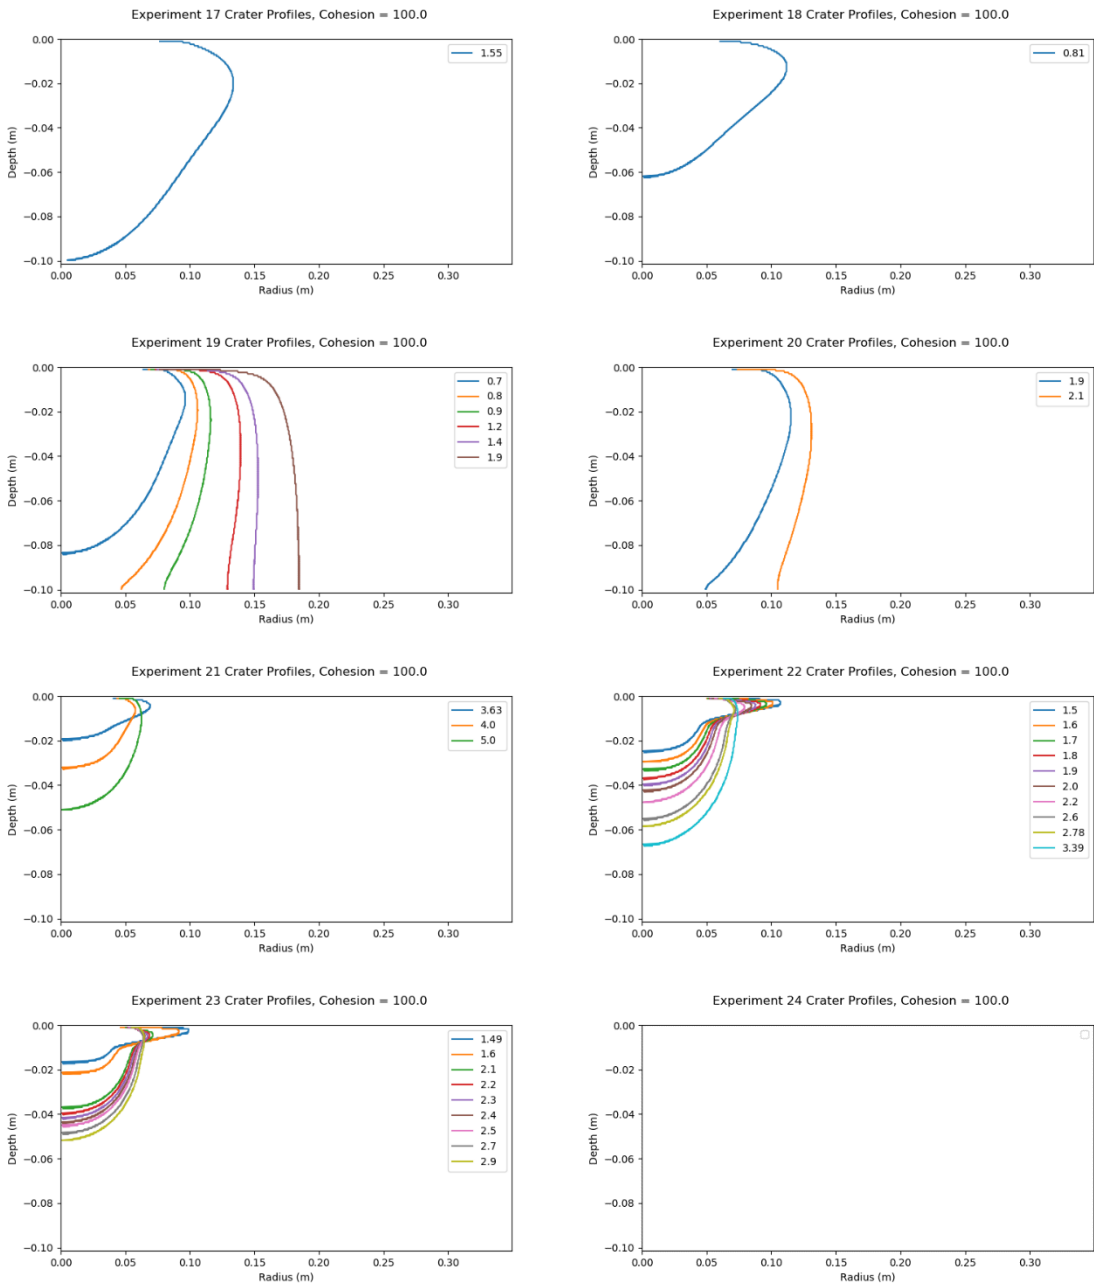 Experiment 17 Crater Profiles, Cohesion = 100.0
0.00
−0.02
−0.04
−0.06
−0.08
−0.10
Depth (m)
1.55
0.00 0.05 0.10 0.15 0.20 0.25 0.30
Radius (m)
Experiment 18 Crater Profiles, Cohesion = 100.0
0.00
−0.02
−0.04
−0.06
−0.08
−0.10
Depth (m)
0.81
0.00 0.05 0.10 0.15 0.20 0.25 0.30
Radius (m)
Experiment 19 Crater Profiles, Cohesion = 100.0
0.00
−0.02
−0.04
−0.06
−0.08
−0.10
Depth (m)
0.7
0.8
0.9
1.2
1.4
1.9
0.00 0.05 0.10 0.15 0.20 0.25 0.30
Radius (m)
Experiment 20 Crater Profiles, Cohesion = 100.0
0.00
−0.02
−0.04
−0.06
−0.08
−0.10
Depth (m)
1.9
2.1
0.00 0.05 0.10 0.15 0.20 0.25 0.30
Radius (m)
Experiment 21 Crater Profiles, Cohesion = 100.0
0.00
−0.02
−0.04
−0.06
−0.08
−0.10
Depth (m)
3.63
4.0
5.0
0.00 0.05 0.10 0.15 0.20 0.25 0.30
Radius (m)
Experiment 22 Crater Profiles, Cohesion = 100.0
0.00
−0.02
−0.04
−0.06
−0.08
−0.10
Depth (m)
1.5
1.6
1.7
1.8
1.9
2.0
2.2
2.6
2.78
3.39
0.00 0.05 0.10 0.15 0.20 0.25 0.30
Radius (m)
Experiment 23 Crater Profiles, Cohesion = 100.0
0.00
−0.02
−0.04
−0.06
−0.08
−0.10
Depth (m)
1.49
1.6
2.1
2.2
2.3
2.4
2.5
2.7
2.9
0.00 0.05 0.10 0.15 0.20 0.25 0.30
Radius (m)
Experiment 24 Crater Profiles, Cohesion = 100.0
0.00
−0.02
−0.04
−0.06
−0.08
−0.10
Depth (m)
0.00 0.05 0.10 0.15 0.20 0.25 0.30
Radius (m)